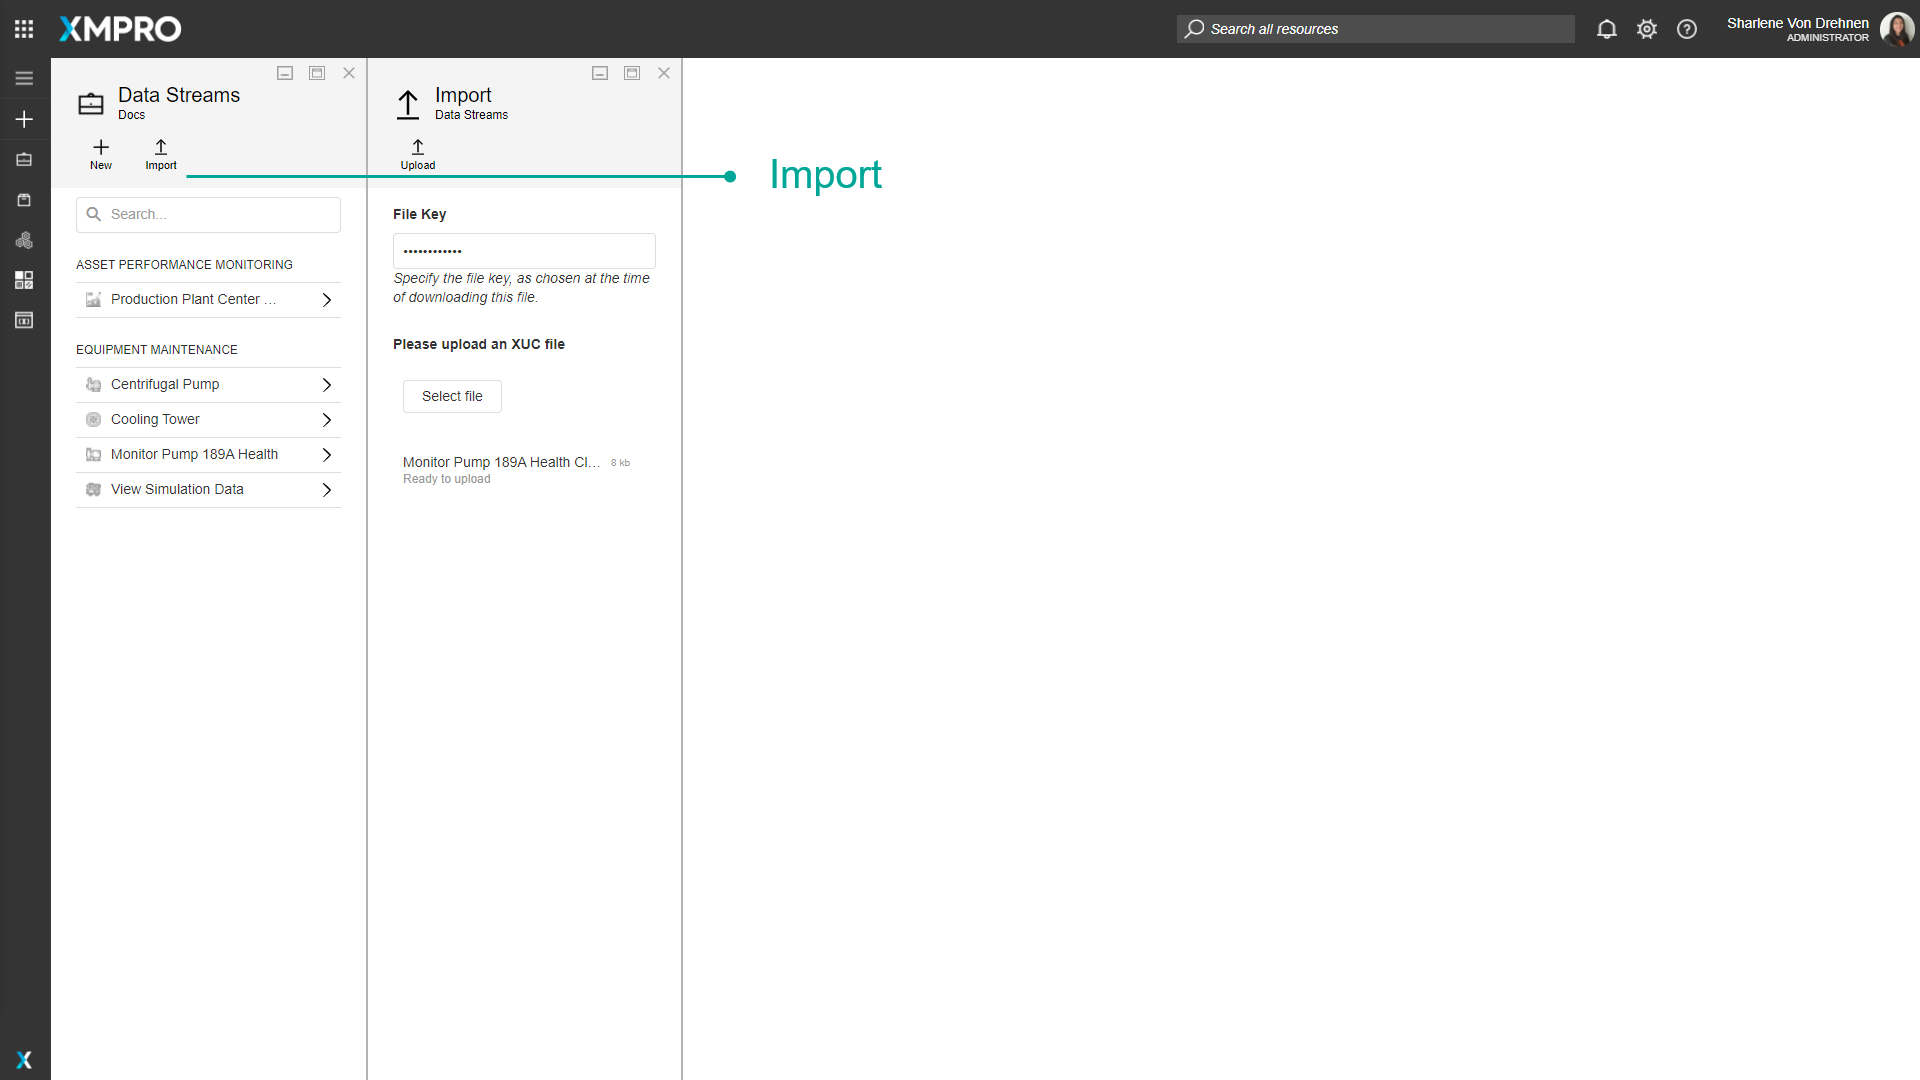 XMPRO
Search all resources
Sharlene Von Drehnen
ADMINISTRATOR
Data Streams
Docs
New
Import
Search...
ASSET PERFORMANCE MONITORING
Production Plant Center ...
EQUIPMENT MAINTENANCE
Centrifugal Pump
Cooling Tower
Monitor Pump 189A Health
View Simulation Data
Import
Data Streams
Upload
File Key
••••••••••••
Specify the file key, as chosen at the time
of downloading this file.
Please upload an XUC file
Select file
Monitor Pump 189A Health Cl... 8 kb
Ready to upload
Import